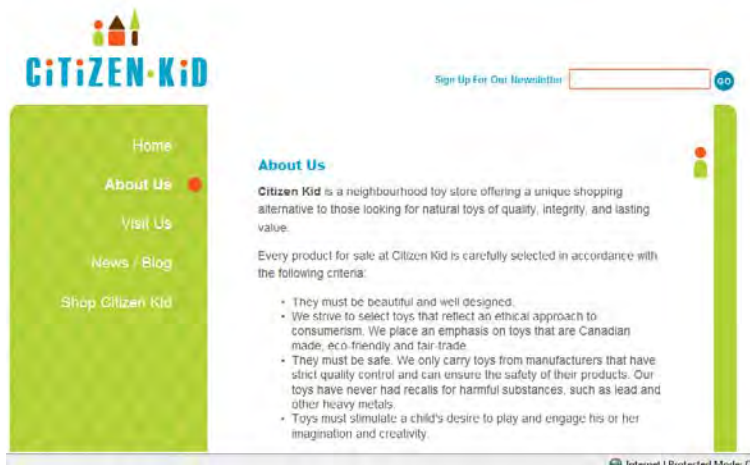 CiTiZEN•KiD
Sign Up For Our Newsletter
GO
Home
About Us
Visit Us
News / Blog
Shop Citizen Kid
About Us
Citizen Kid is a neighbourhood toy store offering a unique shopping
alternative to those looking for natural toys of quality, integrity, and lasting
value.
Every product for sale at Citizen Kid is carefully selected in accordance with
the following criteria:
• They must be beautiful and well designed.
• We strive to select toys that reflect an ethical approach to
consumerism. We place an emphasis on toys that are Canadian
made, eco-friendly and fair-trade.
• They must be safe. We only carry toys from manufacturers that have
strict quality control and can ensure the safety of their products. Our
toys have never had recalls for harmful substances, such as lead and
other heavy metals.
• Toys must stimulate a child's desire to play and engage his or her
imagination and creativity.
Internet | Protected Mode: